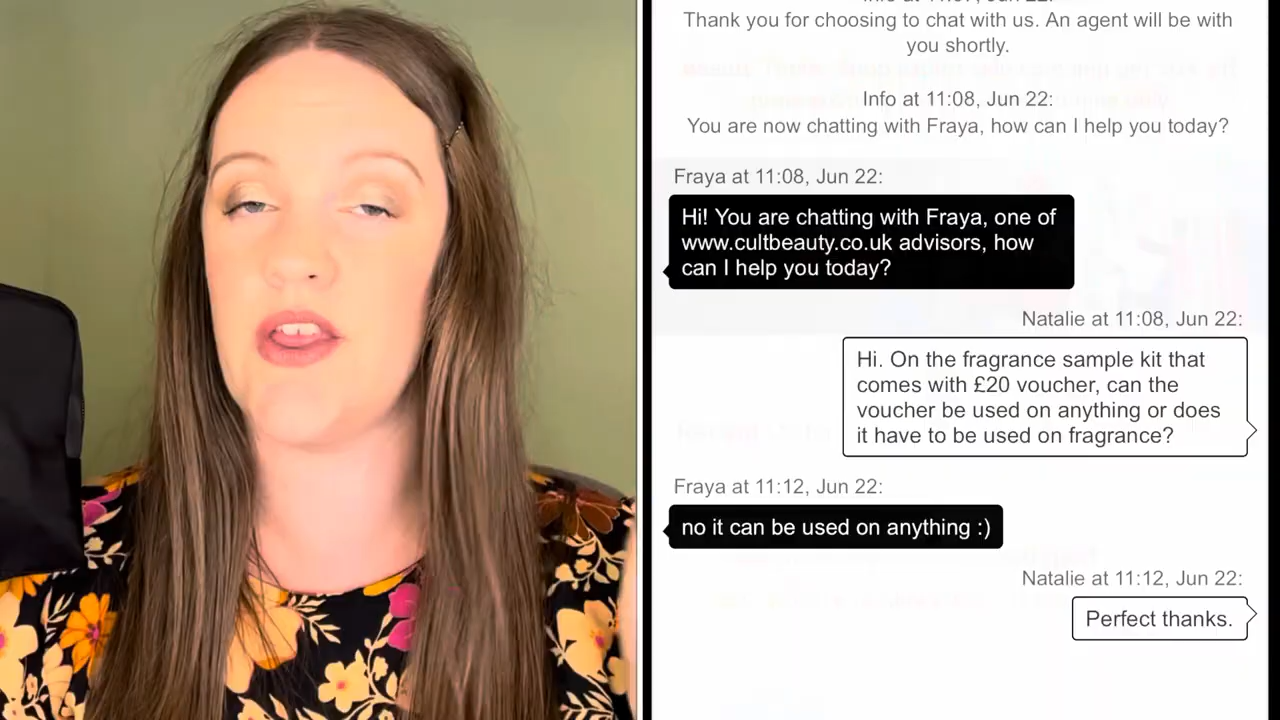 Thank you for choosing to chat with us. An agent will be with
you shortly.
Info at 11:08, Jun 22:
You are now chatting with Fraya, how can I help you today?
Fraya at 11:08, Jun 22:
Hi! You are chatting with Fraya, one of
www.cultbeauty.co.uk advisors, how
can I help you today?
Natalie at 11:08, Jun 22:
Hi. On the fragrance sample kit that
comes with £20 voucher, can the
voucher be used on anything or does
it have to be used on fragrance?
Fraya at 11:12, Jun 22:
no it can be used on anything :)
Natalie at 11:12, Jun 22:
Perfect thanks.